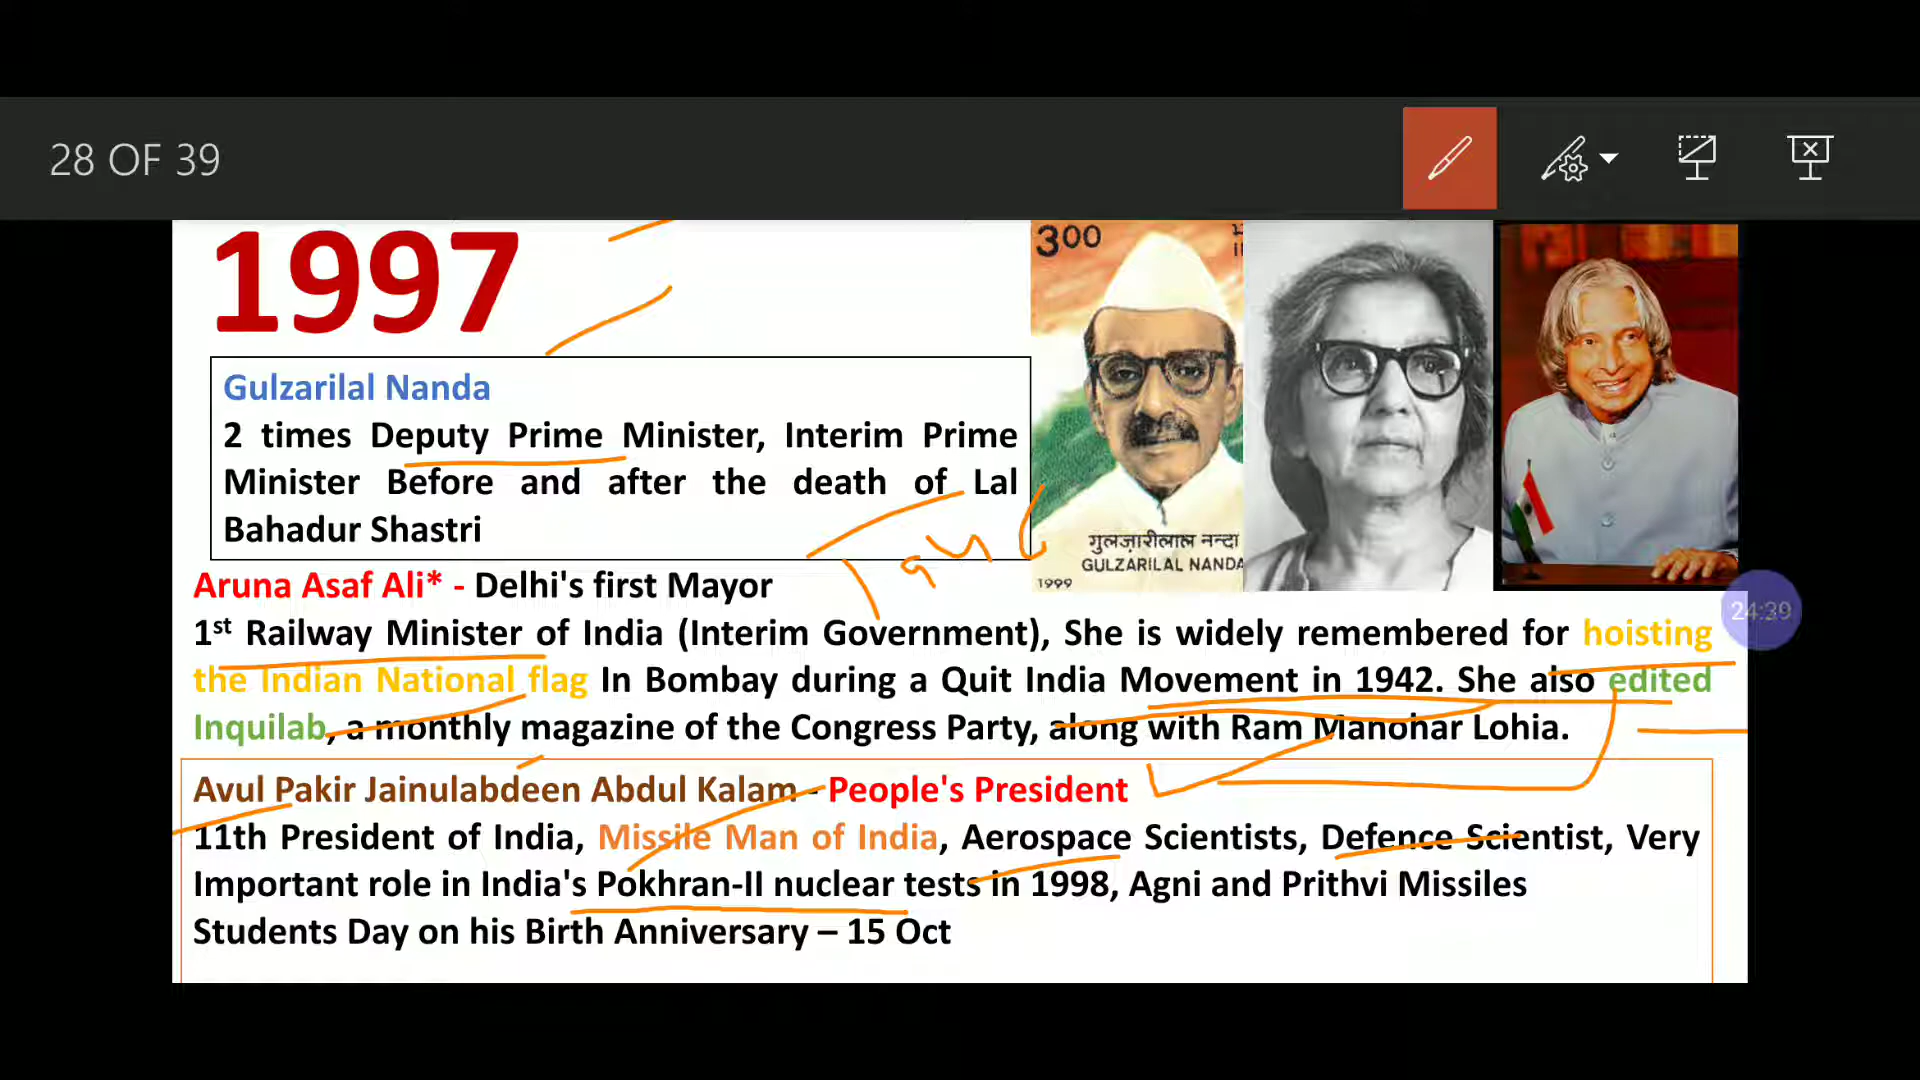 28 OF 39
1997
300
Gulzarilal Nanda
2 times Deputy Prime Minister, Interim Prime
Minister Before and after the death of Lal
Bahadur Shastri
गुलज़ारीलाल नन्दा
GULZARILAL NANDA
1999
Aruna Asaf Ali* - Delhi's first Mayor
24:39
1st Railway Minister of India (Interim Government), She is widely remembered for hoisting
the Indian National flag In Bombay during a Quit India Movement in 1942. She also edited
Inquilab, a monthly magazine of the Congress Party, along with Ram Manohar Lohia.
Avul Pakir Jainulabdeen Abdul Kalam - People's President
11th President of India, Missile Man of India, Aerospace Scientists, Defence Scientist, Very
Important role in India's Pokhran-II nuclear tests in 1998, Agni and Prithvi Missiles
Students Day on his Birth Anniversary – 15 Oct